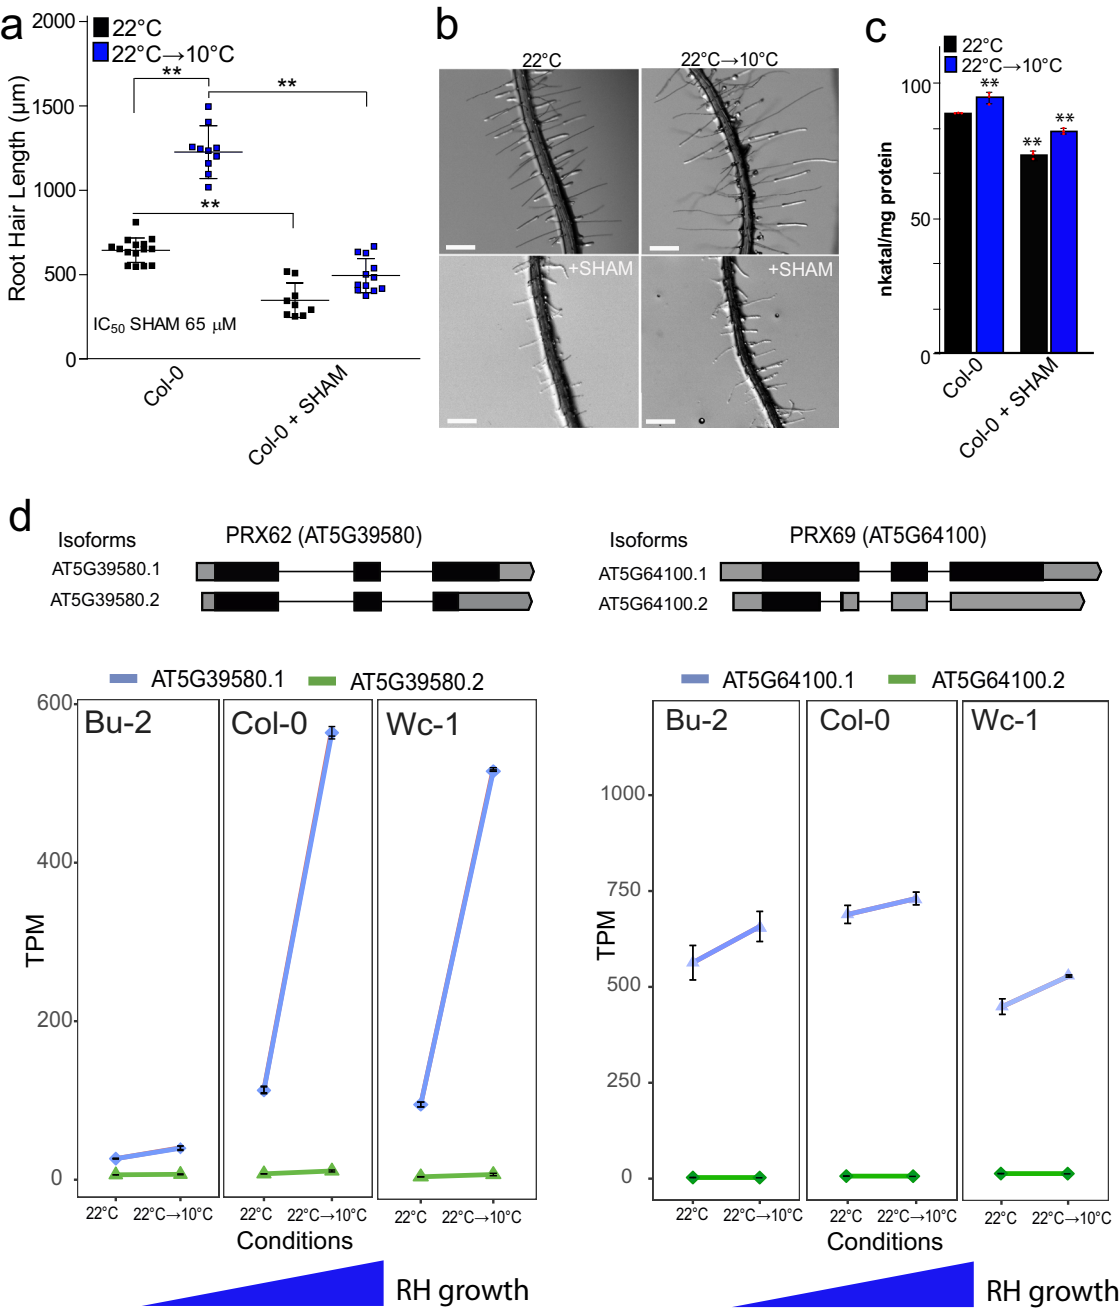 a
2000
1500
1000
500
0
Root Hair Length (µm)
22°C
22°C→10°C
**
**
**
IC50 SHAM 65 µM
Col-0
Col-0 + SHAM
b
22°C
22°C→10°C
+SHAM
+SHAM
c
22°C
22°C→10°C
100
50
0
nkatal/mg protein
**
**
**
Col-0
Col-0 + SHAM
d
Isoforms
PRX62 (AT5G39580)
AT5G39580.1
AT5G39580.2
Isoforms
PRX69 (AT5G64100)
AT5G64100.1
AT5G64100.2
AT5G39580.1
AT5G39580.2
600
400
200
0
TPM
Bu-2
Col-0
Wc-1
22°C
22°C→10°C
22°C
22°C→10°C
22°C
22°C→10°C
Conditions
RH growth
AT5G64100.1
AT5G64100.2
1000
750
500
250
0
TPM
Bu-2
Col-0
Wc-1
22°C
22°C→10°C
22°C
22°C→10°C
22°C
22°C→10°C
Conditions
RH growth